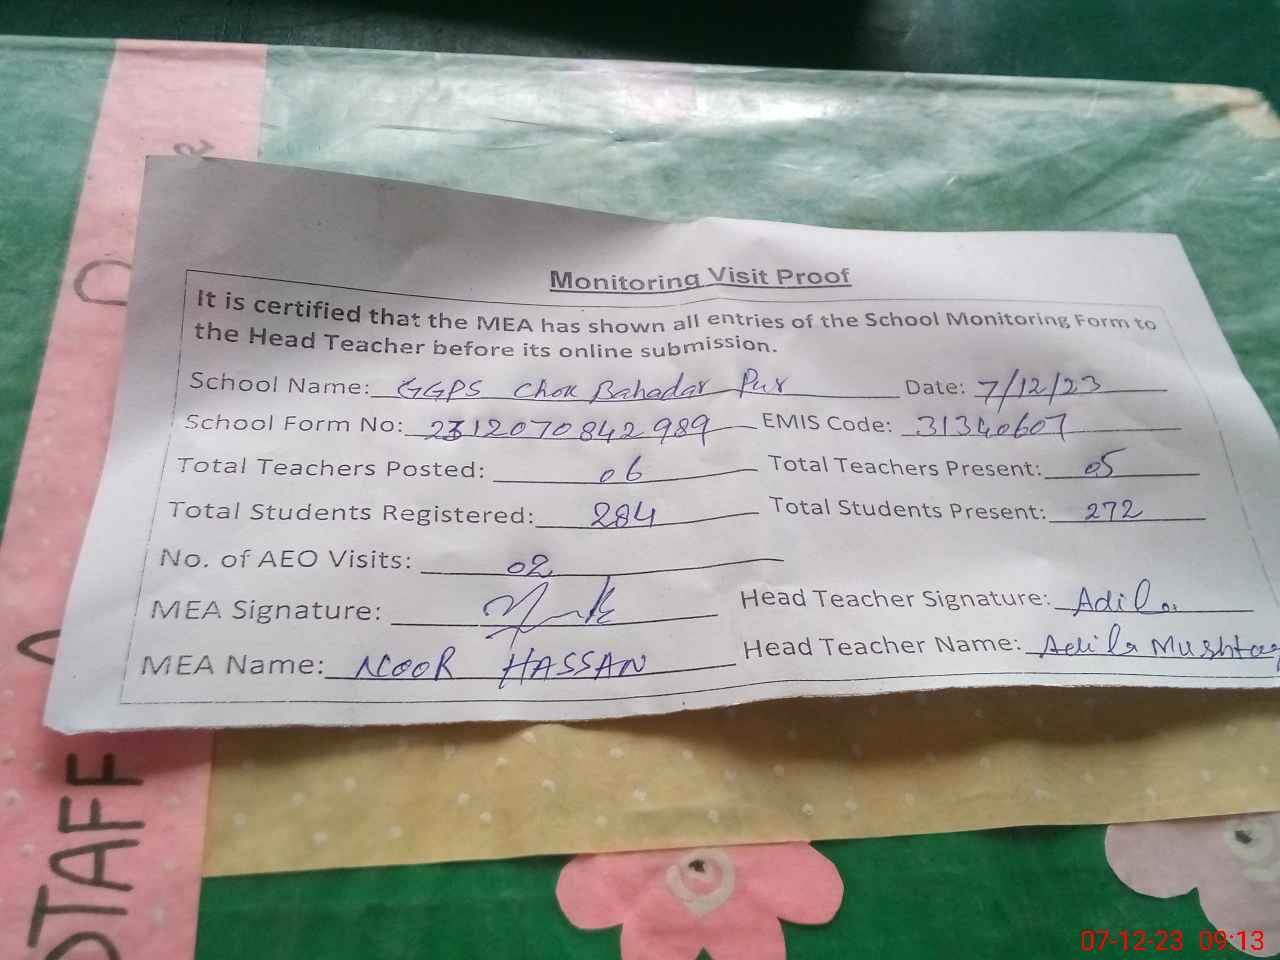 Monitoring Visit Proof
It is certified that the MEA has shown all entries of the School Monitoring Form to
the Head Teacher before its online submission.
School Name: GGPS Chok Bahadar Pur Date: 7/12/23
School Form No: 2312070842989 EMIS Code: 31340607
Total Teachers Posted: 06 Total Teachers Present: 05
Total Students Registered: 284 Total Students Present: 272
No. of AEO Visits: 02
MEA Signature: Head Teacher Signature: Adila
MEA Name: NOOR HASSAN Head Teacher Name: Adila Mushtaq
STAFF
07-12-23 09:13